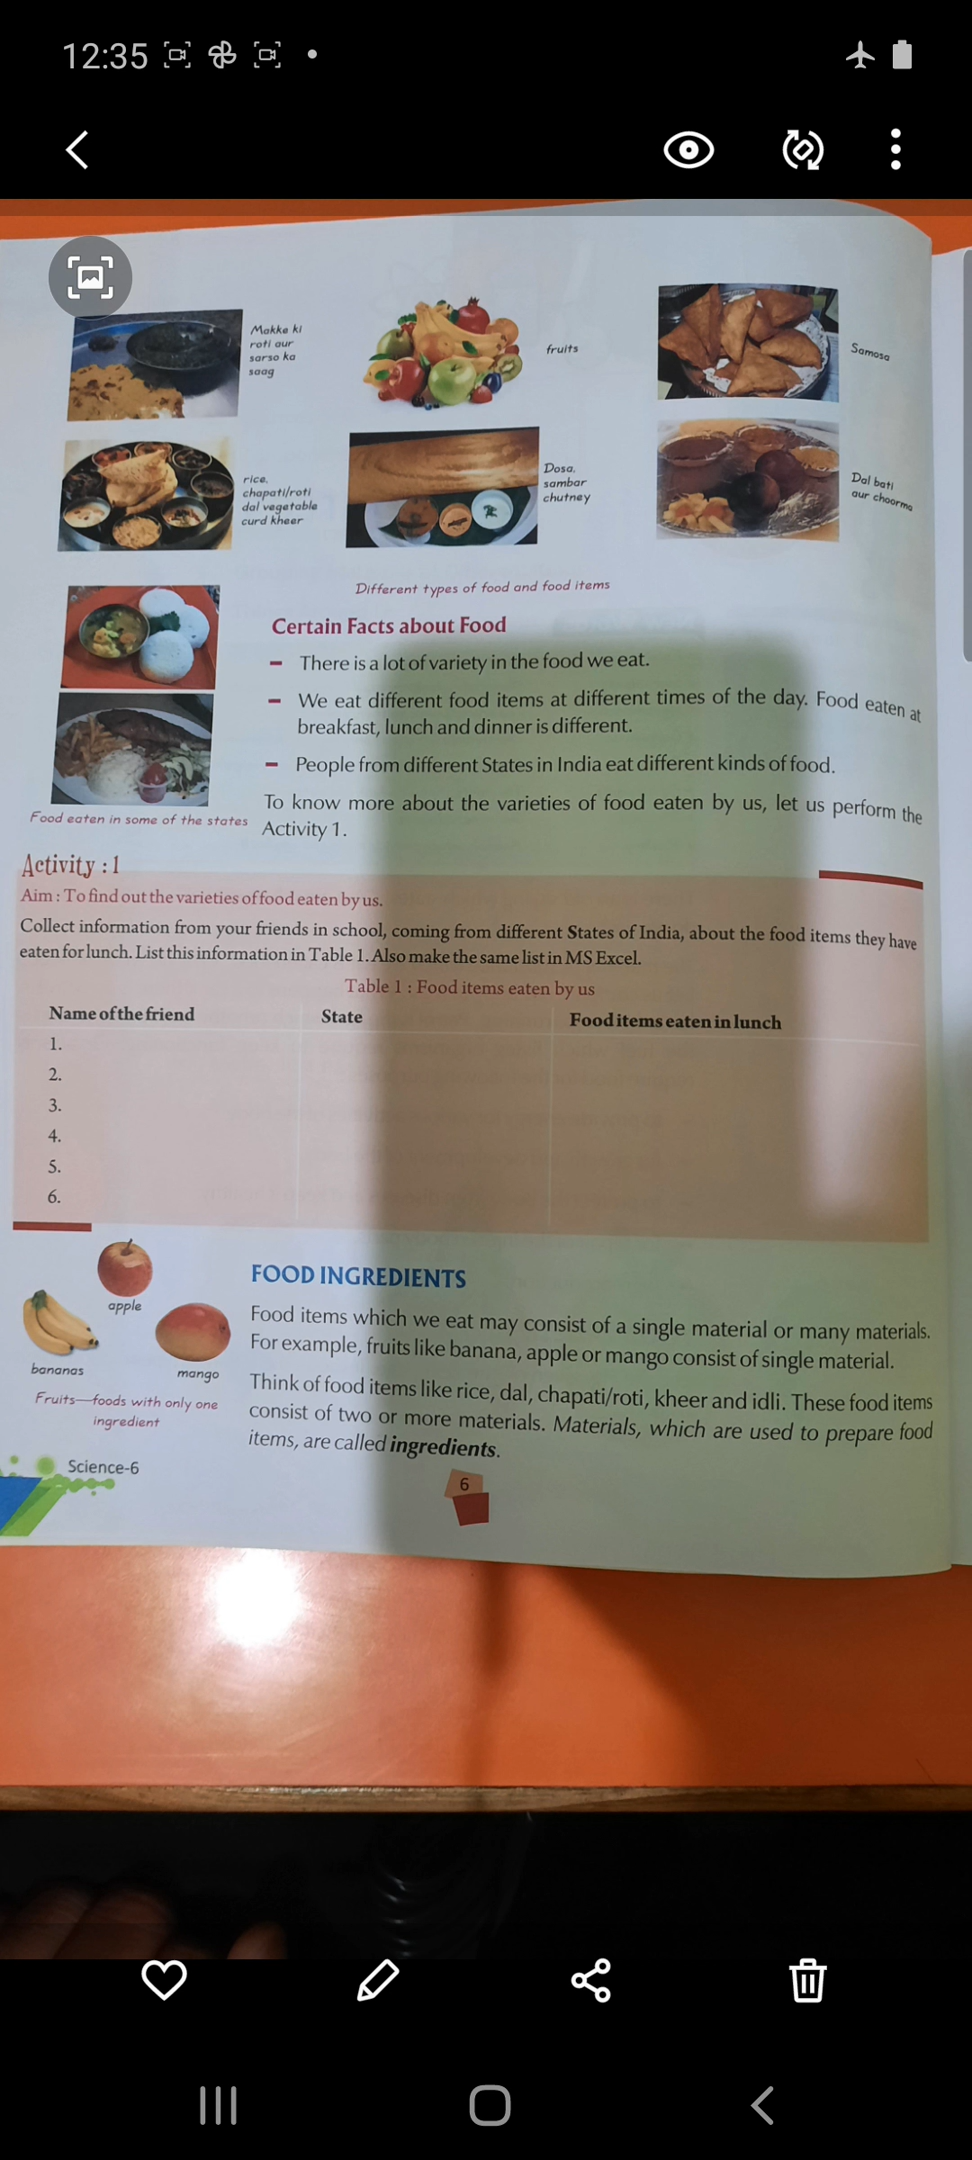 12:35
Makke ki
roti aur
sarso ka
saag
fruits
Samosa
rice,
chapati/roti
dal vegetable
curd kheer
Dosa,
sambar
chutney
Dal bati
aur choorma
Different types of food and food items
Certain Facts about Food
– There is a lot of variety in the food we eat.
– We eat different food items at different times of the day. Food eaten at
breakfast, lunch and dinner is different.
– People from different States in India eat different kinds of food.
To know more about the varieties of food eaten by us, let us perform the
Activity 1.
Food eaten in some of the states
Activity : 1
Aim : To find out the varieties of food eaten by us.
Collect information from your friends in school, coming from different States of India, about the food items they have
eaten for lunch. List this information in Table 1. Also make the same list in MS Excel.
Table 1 : Food items eaten by us
Name of the friend State Food items eaten in lunch
1.
2.
3.
4.
5.
6.
apple
bananas
mango
Fruits—foods with only one
ingredient
FOOD INGREDIENTS
Food items which we eat may consist of a single material or many materials.
For example, fruits like banana, apple or mango consist of single material.
Think of food items like rice, dal, chapati/roti, kheer and idli. These food items
consist of two or more materials. Materials, which are used to prepare food
items, are called ingredients.
Science-6
6